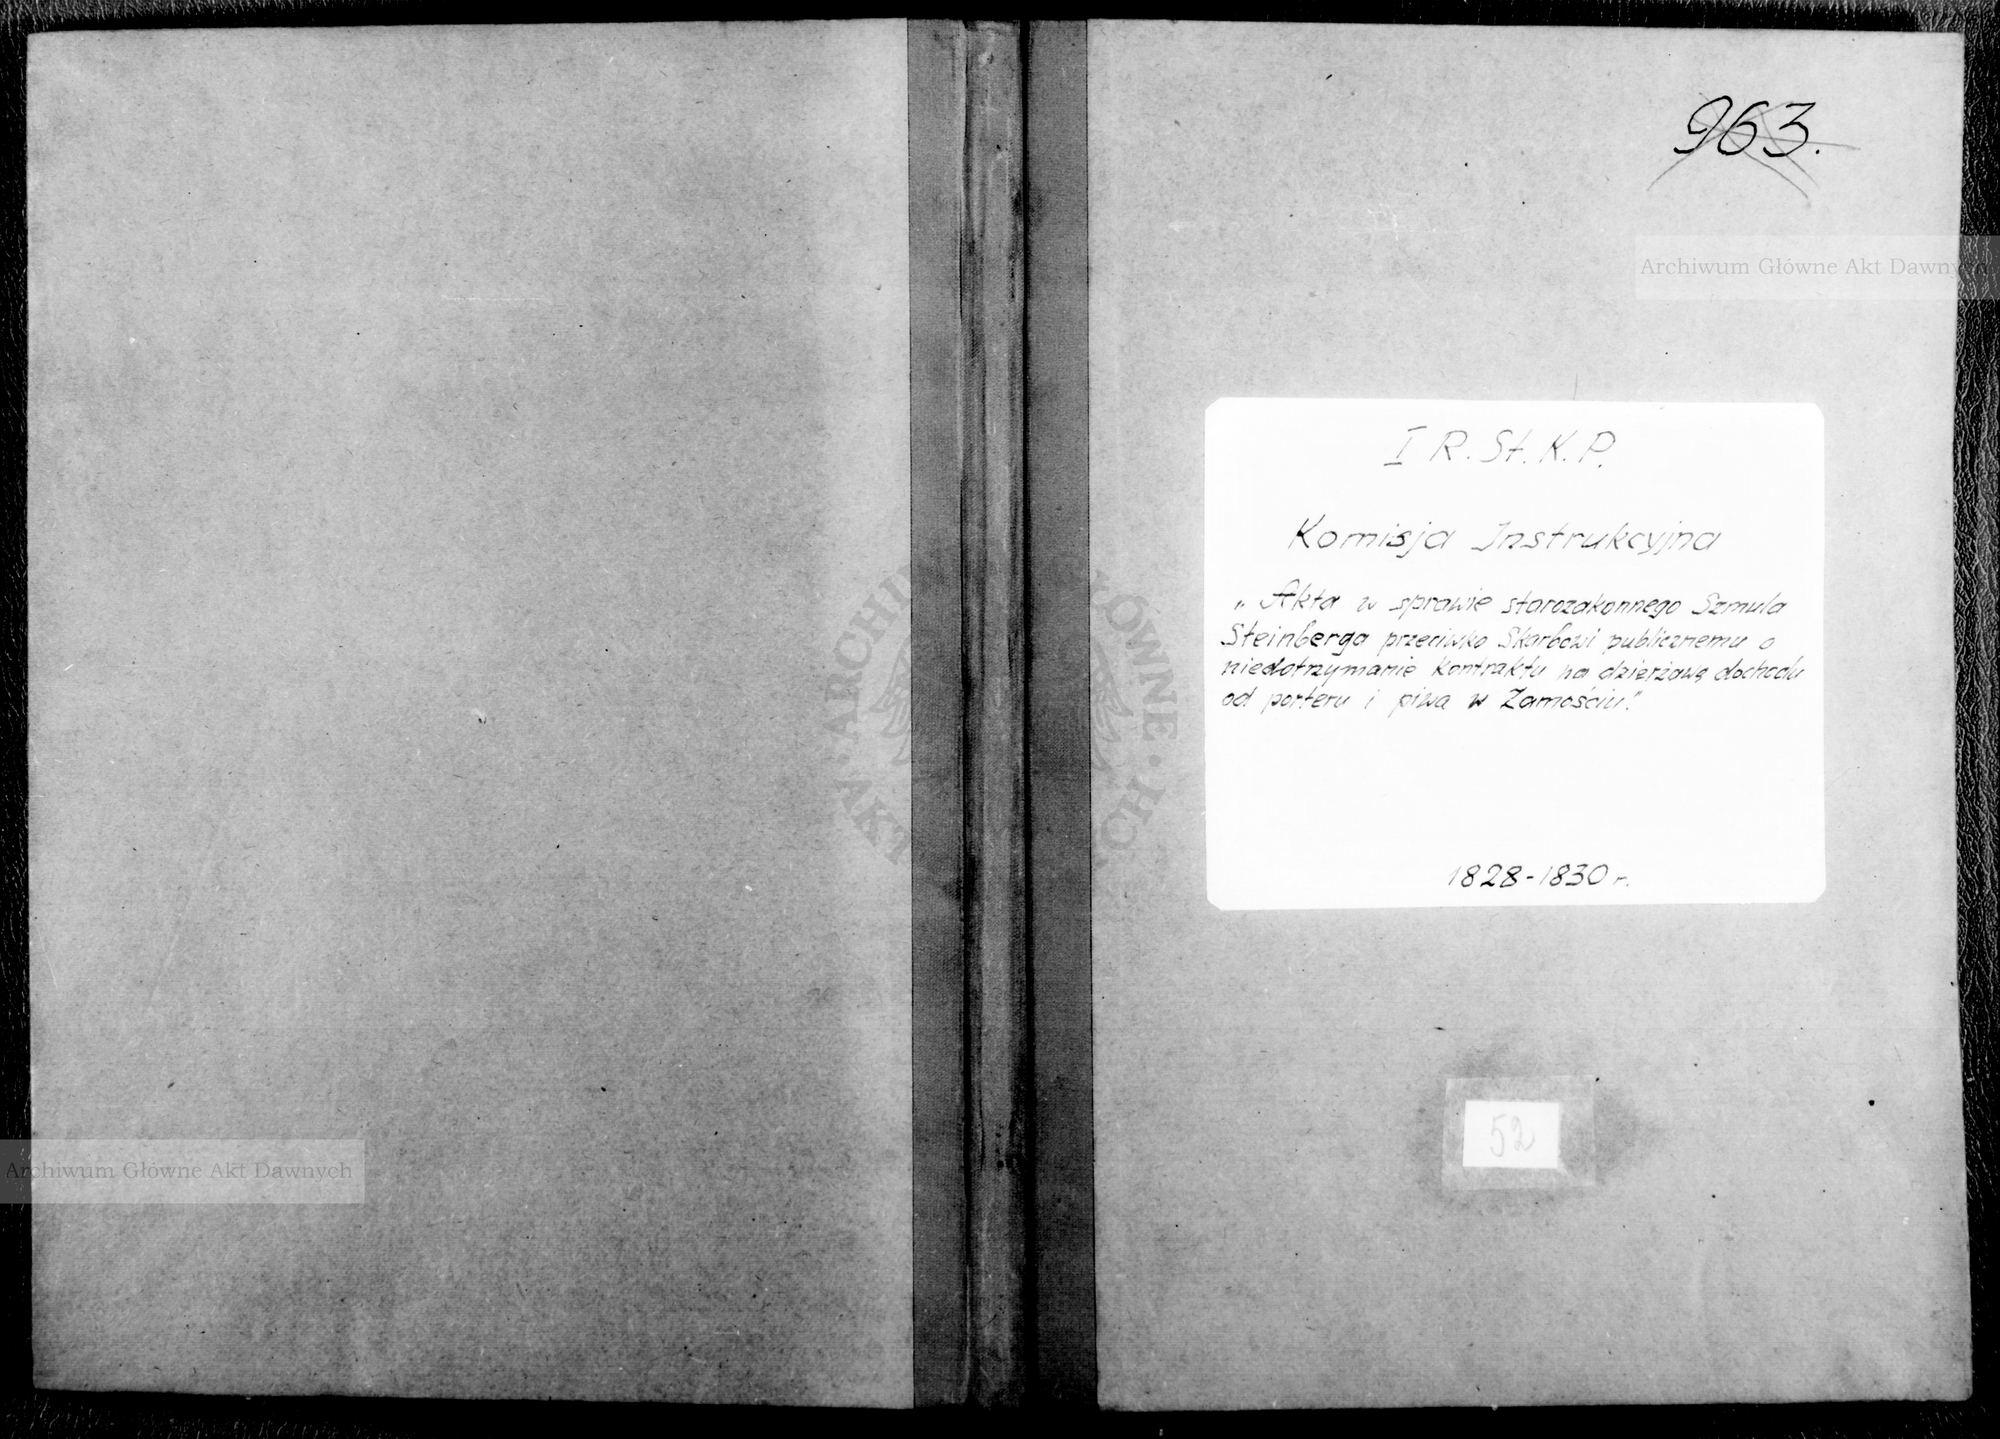 963.
Archiwum Główne Akt Dawnych
I R. St. K. P.
Komisja Instrukcyjna
„Akta w sprawie starozakonnego Szmula
Steinberga przeciwko Skarbowi publicznemu o
niedotrzymanie kontraktu na dzierżawę dochodu
od porteru i piwa w Zamościu."
1828-1830 r.
52
Archiwum Główne Akt Dawnych